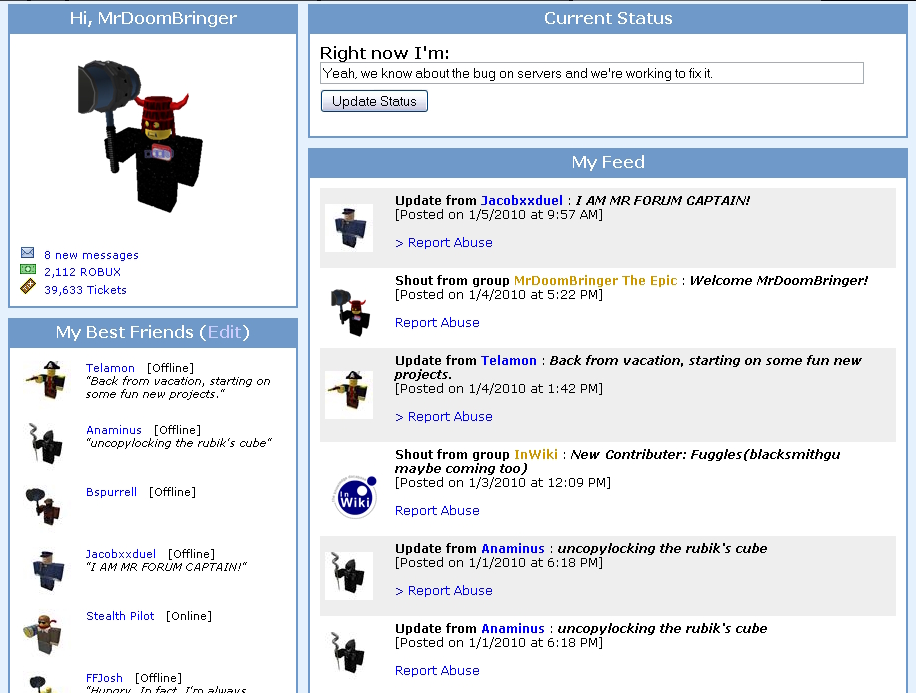 Hi, MrDoomBringer
8 new messages
2,112 ROBUX
39,633 Tickets
My Best Friends (Edit)
Telamon [Offline]
"Back from vacation, starting on
some fun new projects."
Anaminus [Offline]
"uncopylocking the rubik's cube"
Bspurrell [Offline]
Jacobxxduel [Offline]
"I AM MR FORUM CAPTAIN!"
Stealth Pilot [Online]
FFJosh [Offline]
"Hungry. In fact, I'm always
Current Status
Right now I'm:
Yeah, we know about the bug on servers and we're working to fix it.
Update Status
My Feed
Update from Jacobxxduel : I AM MR FORUM CAPTAIN!
[Posted on 1/5/2010 at 9:57 AM]
> Report Abuse
Shout from group MrDoomBringer The Epic : Welcome MrDoomBringer!
[Posted on 1/4/2010 at 5:22 PM]
Report Abuse
Update from Telamon : Back from vacation, starting on some fun new
projects.
[Posted on 1/4/2010 at 1:42 PM]
> Report Abuse
Shout from group InWiki : New Contributer: Fuggles(blacksmithgu
maybe coming too)
[Posted on 1/3/2010 at 12:09 PM]
Report Abuse
In
Wiki
Update from Anaminus : uncopylocking the rubik's cube
[Posted on 1/1/2010 at 6:18 PM]
> Report Abuse
Update from Anaminus : uncopylocking the rubik's cube
[Posted on 1/1/2010 at 6:18 PM]
Report Abuse